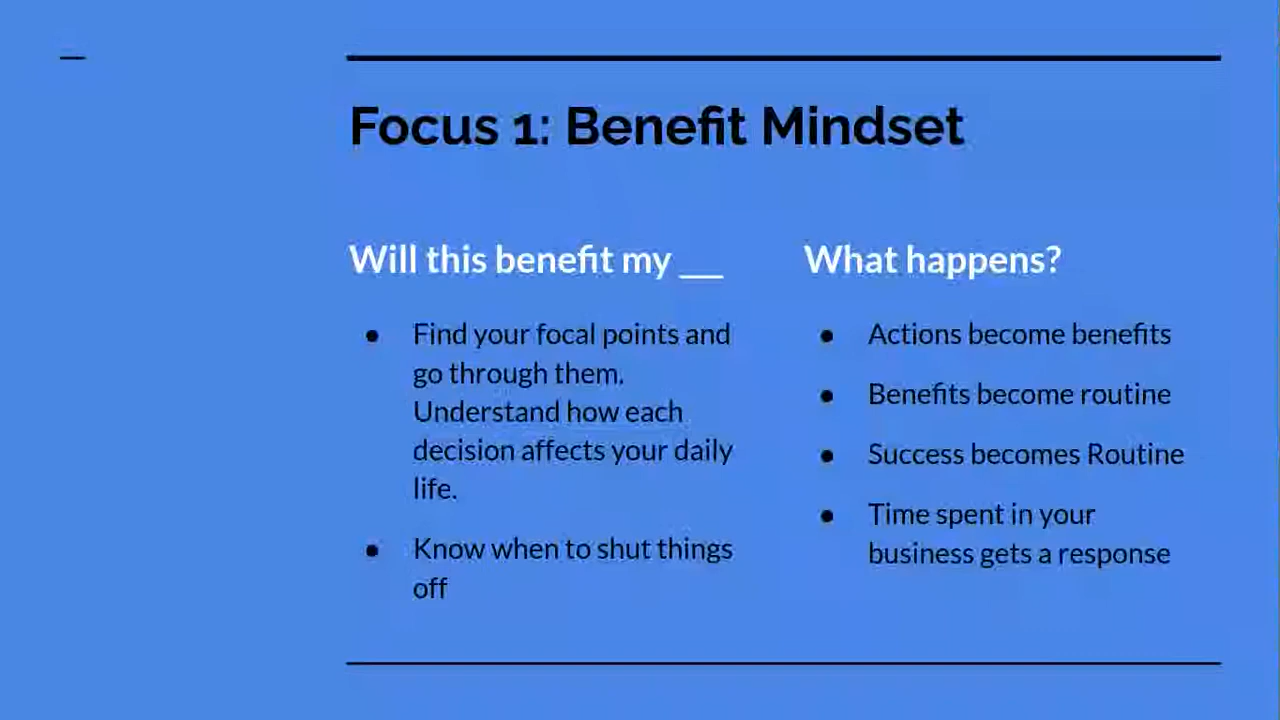 Focus 1: Benefit Mindset
Will this benefit my ___
● Find your focal points and
go through them.
Understand how each
decision affects your daily
life.
● Know when to shut things
off
What happens?
● Actions become benefits
● Benefits become routine
● Success becomes Routine
● Time spent in your
business gets a response